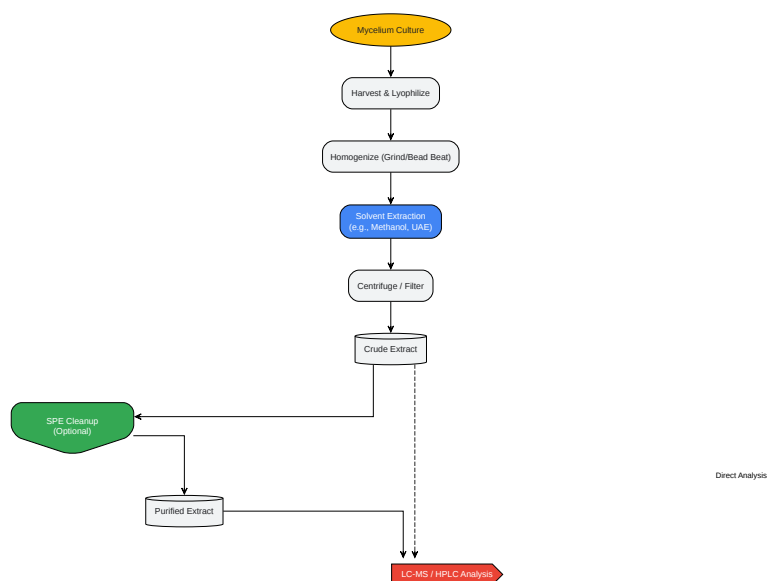 Mycelium Culture
Harvest & Lyophilize
Homogenize (Grind/Bead Beat)
Solvent Extraction
(e.g., Methanol, UAE)
Centrifuge / Filter
Crude Extract
SPE Cleanup
(Optional)
Direct Analysis
Purified Extract
LC-MS / HPLC Analysis